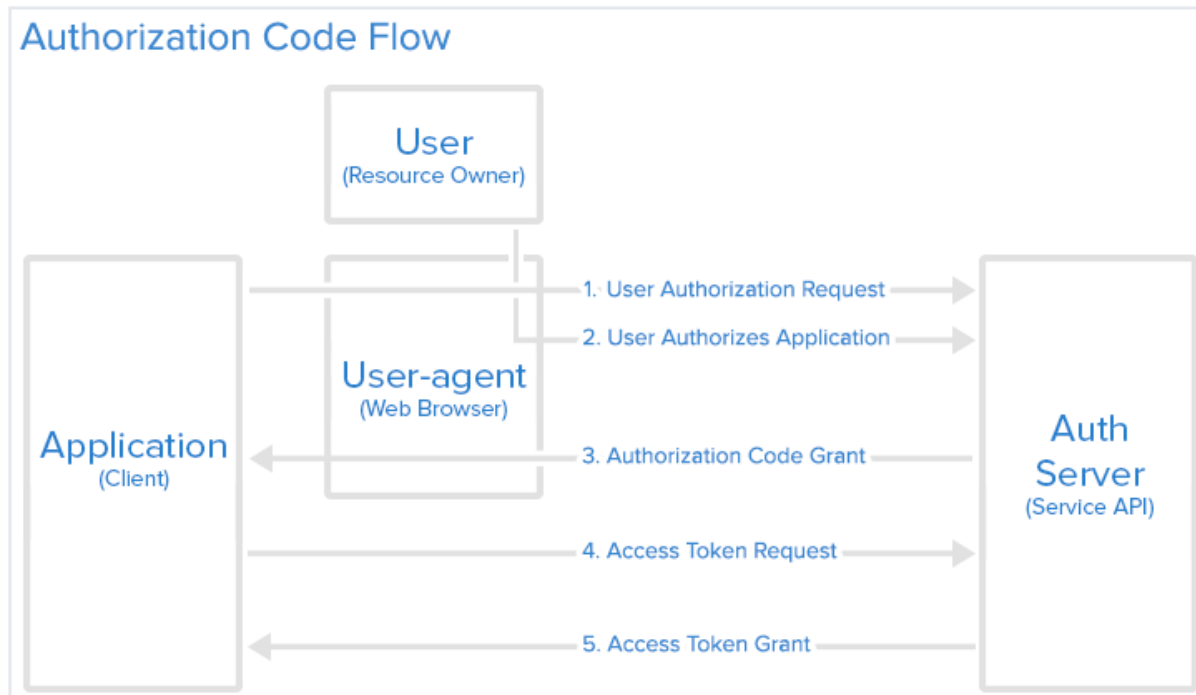 Authorization Code Flow
User
(Resource Owner)
1. User Authorization Request
2. User Authorizes Application
User-agent
(Web Browser)
Application
(Client)
3. Authorization Code Grant
Auth
Server
(Service API)
4. Access Token Request
5. Access Token Grant